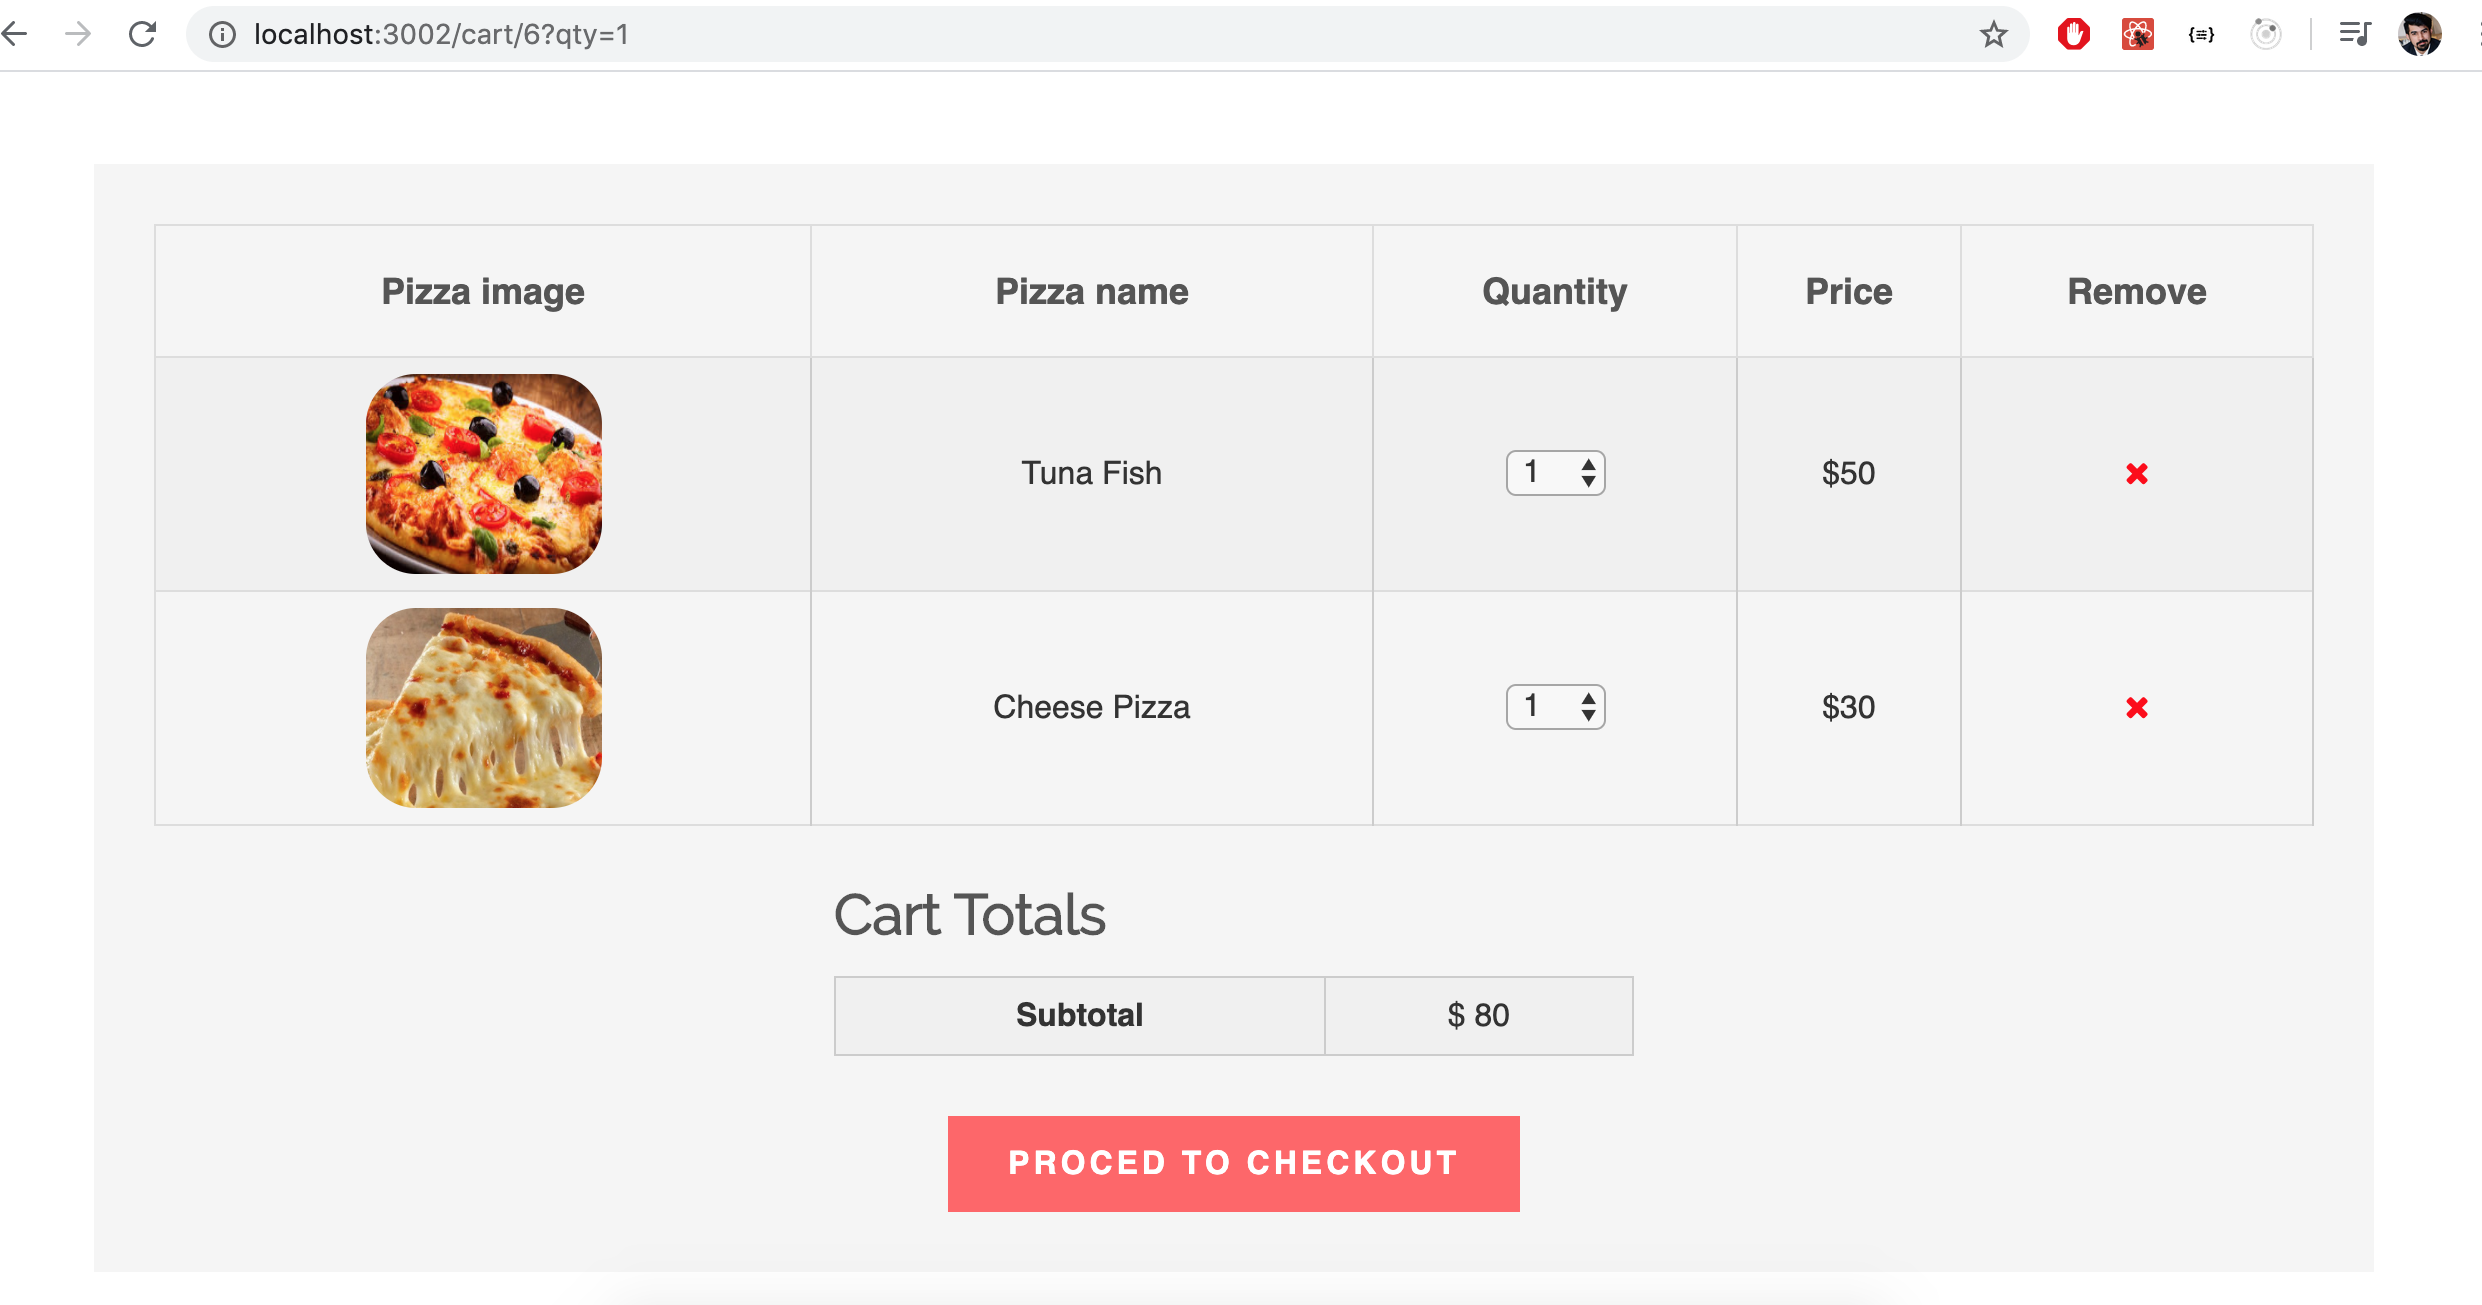 localhost:3002/cart/6?qty=1
Pizza image Pizza name Quantity Price Remove
Tuna Fish 1 $50
Cheese Pizza 1 $30
Cart Totals
Subtotal $ 80
PROCED TO CHECKOUT